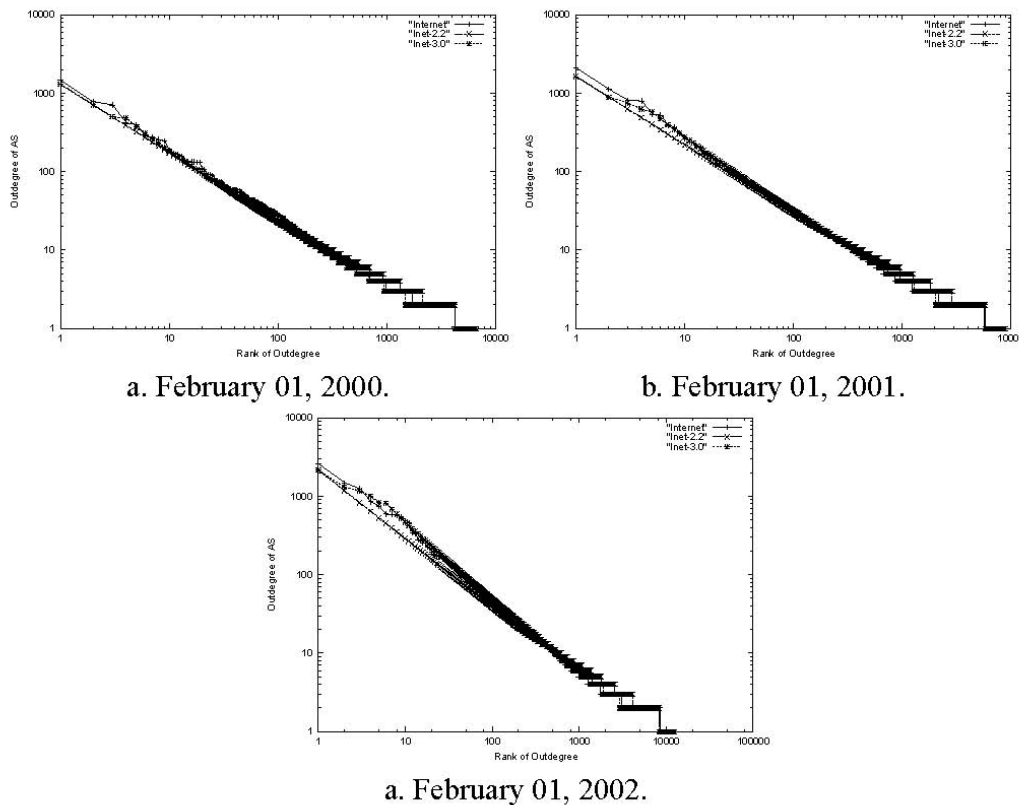 10000
1000
100
10
1
1
10
100
1000
10000
Outdegree of AS
Rank of Outdegree
"Internet"
"Inet-2.2"
"Inet-3.0"
a. February 01, 2000.
10000
1000
100
10
1
1
10
100
1000
1000
Outdegree of AS
Rank of Outdegree
"Internet"
"Inet-2.2"
"Inet-3.0"
b. February 01, 2001.
10000
1000
100
10
1
1
10
100
1000
10000
100000
Outdegree of AS
Rank of Outdegree
"Internet"
"Inet-2.2"
"Inet-3.0"
a. February 01, 2002.